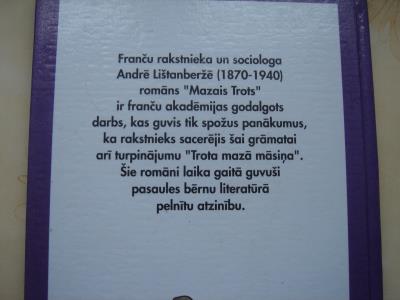 Franču rakstnieka un sociologa
Andrē Lištanberžē (1870-1940)
romāns "Mazais Trots"
ir franču akadēmijas godalgots
darbs, kas guvis tik spožus panākumus,
ka rakstnieks sacerējis šai grāmatai
arī turpinājumu "Trota mazā māsiņa".
Šie romāni laika gaitā guvuši
pasaules bērnu literatūrā
pelnītu atzinību.